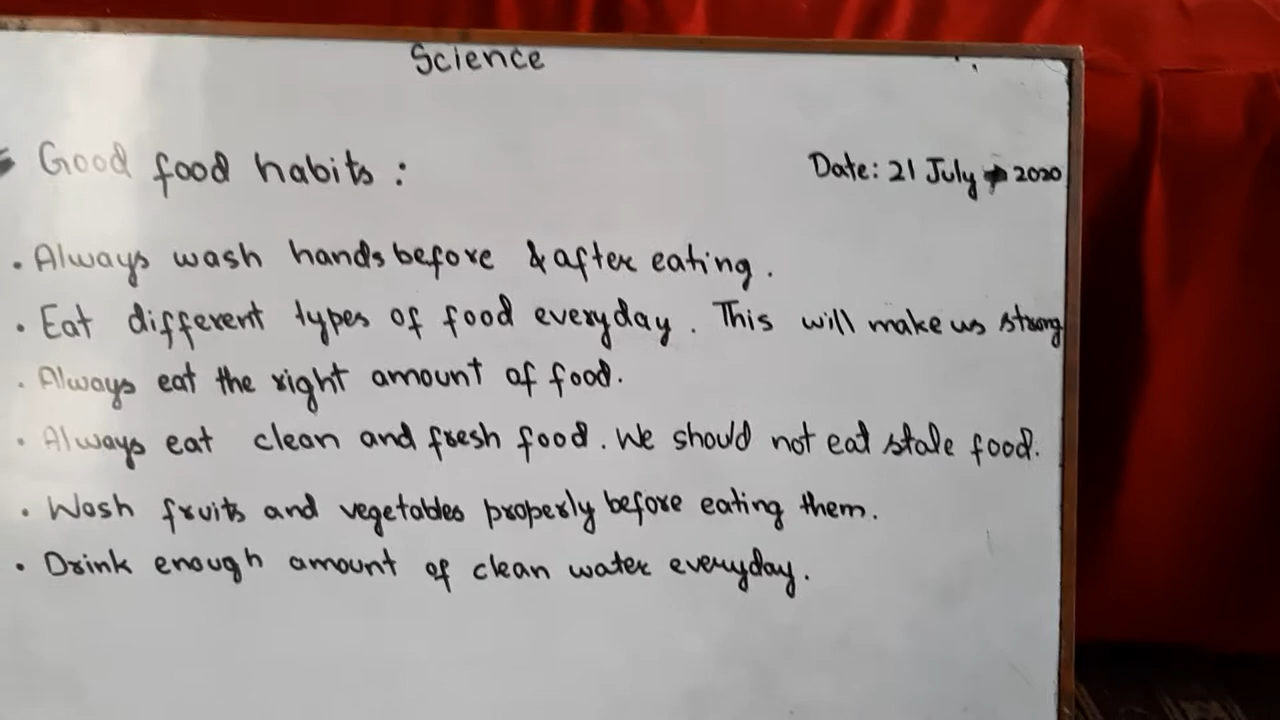 Science
Good food habits :
Date: 21 July 2020
• Always wash hands before & after eating.
• Eat different types of food everyday. This will make us strong
• Always eat the right amount of food.
• Always eat clean and fresh food. We should not eat stale food.
• Wash fruits and vegetables properly before eating them.
• Drink enough amount of clean water everyday.